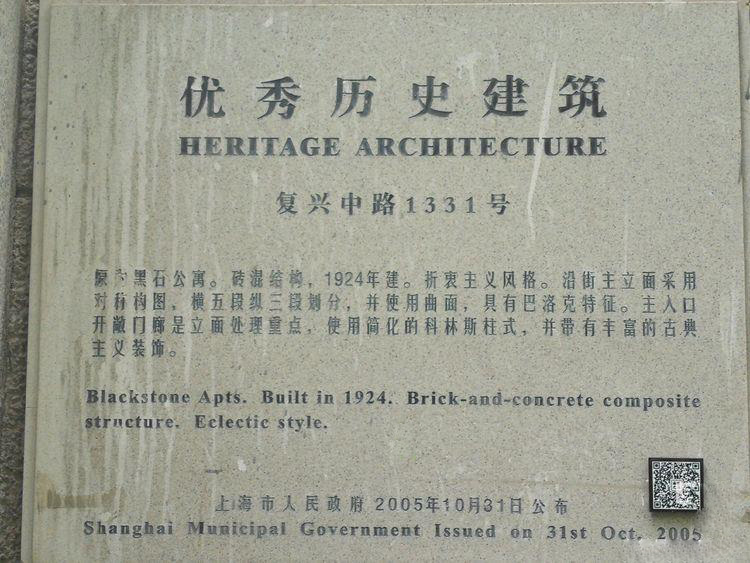 优秀历史建筑
HERITAGE ARCHITECTURE
复兴中路1331号
原为黑石公寓。砖混结构，1924年建。折衷主义风格。沿街主立面采用
对称构图，横五段纵三段划分，并使用曲面，具有巴洛克特征。主入口
开敞门廊是立面处理重点，使用简化的科林斯柱式，并带有丰富的古典
主义装饰。
Blackstone Apts. Built in 1924. Brick-and-concrete composite
structure. Eclectic style.
上海市人民政府 2005年10月31日公布
Shanghai Municipal Government Issued on 31st Oct. 2005